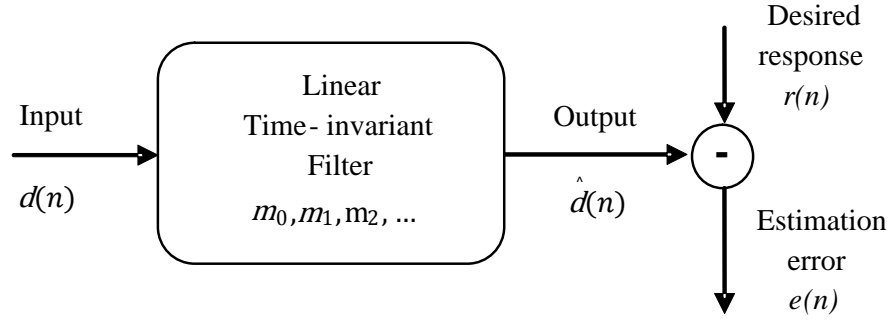 Input
d(n)
Linear
Time- invariant
Filter
m₀,m₁,m₂, ...
Output
^
d(n)
Desired
response
r(n)
-
Estimation
error
e(n)